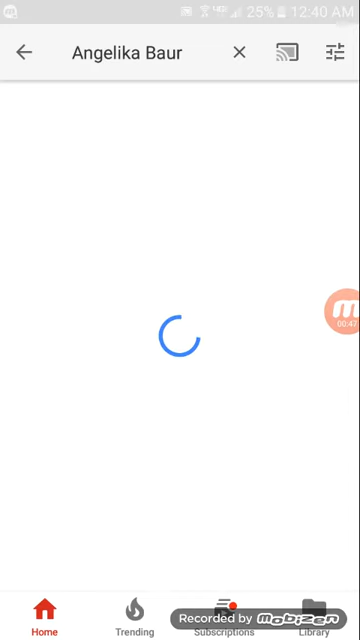 25% 12:40 AM
Angelika Baur
00:47
Home Trending Subscriptions Library
Recorded by mobizen